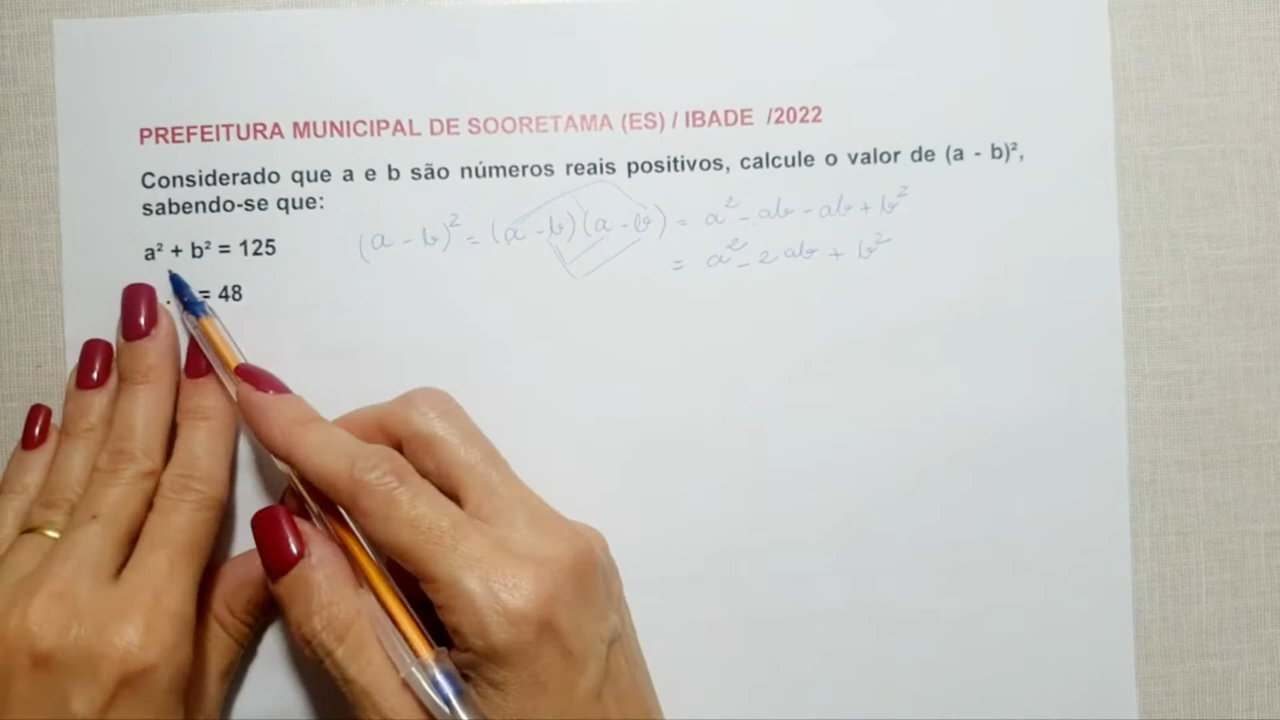 PREFEITURA MUNICIPAL DE SOORETAMA (ES) / IBADE /2022
Considerado que a e b são números reais positivos, calcule o valor de (a - b)²,
sabendo-se que:
(a - b)² = (a - b)(a - b) = a² - ab - ab + b²
a² + b² = 125
= a² - 2ab + b²
. = 48